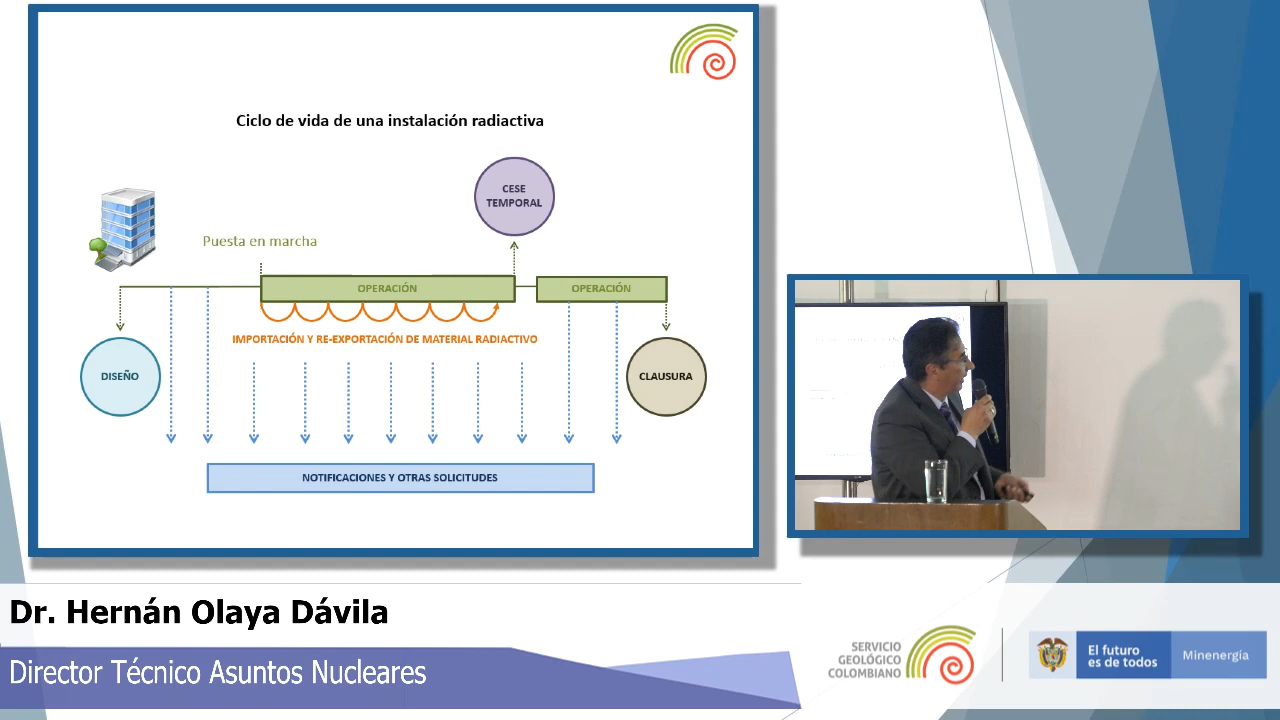 Ciclo de vida de una instalación radiactiva
CESE
TEMPORAL
Puesta en marcha
OPERACIÓN
OPERACIÓN
IMPORTACIÓN Y RE-EXPORTACIÓN DE MATERIAL RADIACTIVO
DISEÑO
CLAUSURA
NOTIFICACIONES Y OTRAS SOLICITUDES
Dr. Hernán Olaya Dávila
Director Técnico Asuntos Nucleares
SERVICIO
GEOLÓGICO
COLOMBIANO
El futuro
es de todos
Minenergía